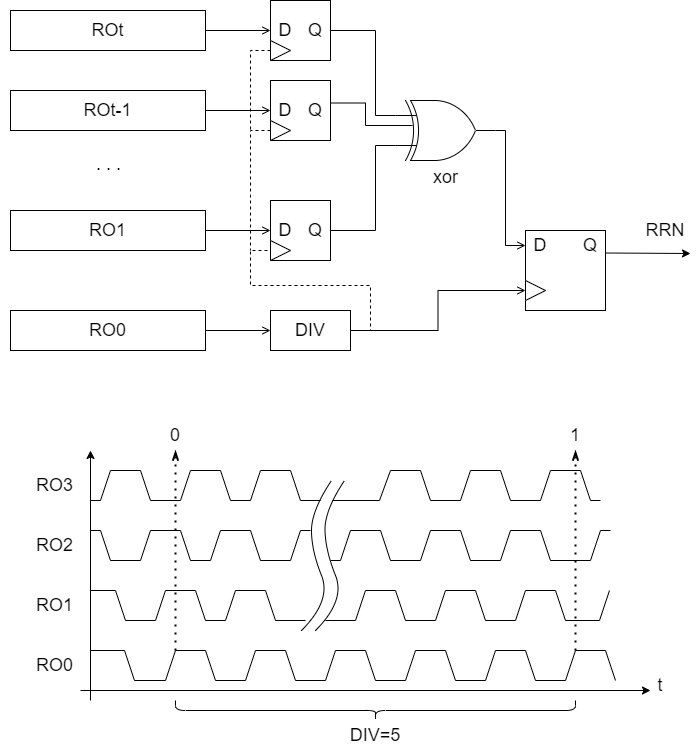 ROt
D Q
ROt-1
D Q
. . .
xor
RO1
D Q
D Q
RRN
RO0
DIV
0
1
RO3
RO2
RO1
RO0
t
DIV=5